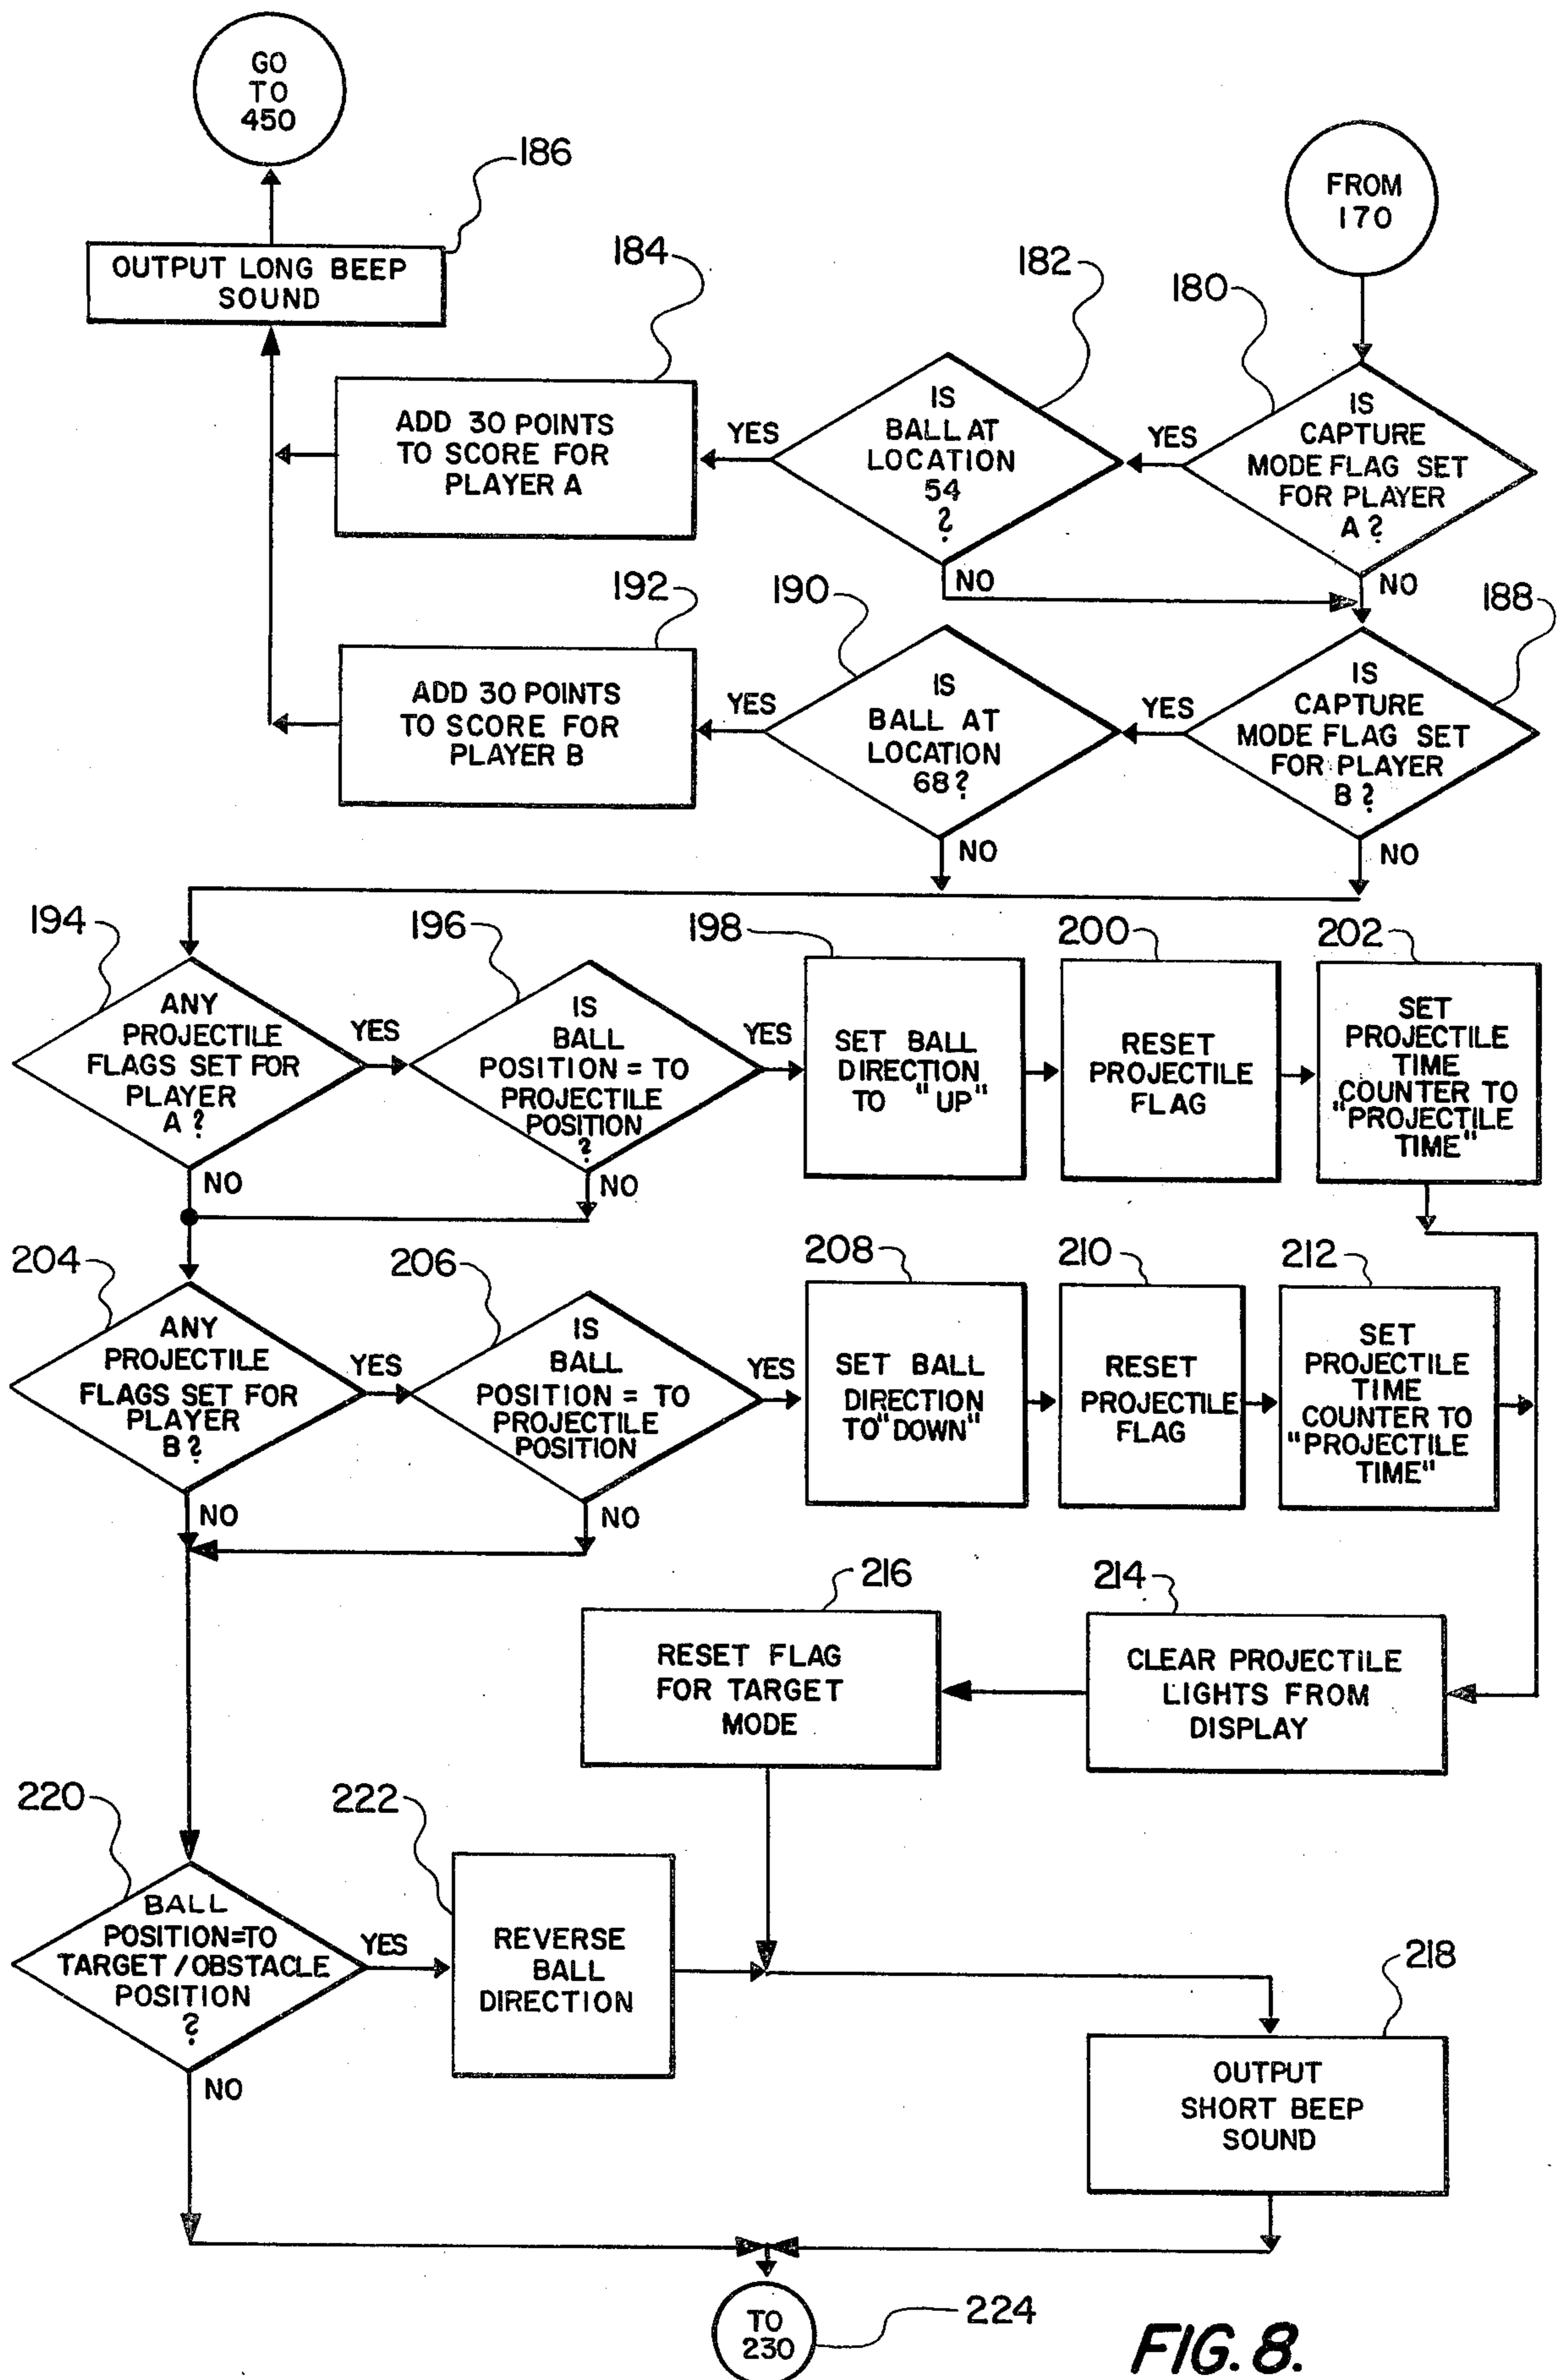 GO
TO
450
186
OUTPUT LONG BEEP
SOUND
FROM
170
184
182
180
ADD 30 POINTS
TO SCORE FOR
PLAYER A
YES
IS
BALL AT
LOCATION
54
?
YES
IS
CAPTURE
MODE FLAG SET
FOR PLAYER
A?
NO
NO
192
190
188
ADD 30 POINTS
TO SCORE FOR
PLAYER B
YES
IS
BALL AT
LOCATION
68?
YES
IS
CAPTURE
MODE FLAG SET
FOR PLAYER
B?
NO
NO
194
196
198
200
202
ANY
PROJECTILE
FLAGS SET FOR
PLAYER
A?
YES
IS
BALL
POSITION = TO
PROJECTILE
POSITION
?
YES
SET BALL
DIRECTION
TO "UP"
RESET
PROJECTILE
FLAG
SET
PROJECTILE
TIME
COUNTER TO
"PROJECTILE
TIME"
NO
NO
204
206
208
210
212
ANY
PROJECTILE
FLAGS SET FOR
PLAYER
B?
YES
IS
BALL
POSITION = TO
PROJECTILE
POSITION
YES
SET BALL
DIRECTION
TO "DOWN"
RESET
PROJECTILE
FLAG
SET
PROJECTILE
TIME
COUNTER TO
"PROJECTILE
TIME"
NO
NO
216
214
RESET FLAG
FOR TARGET
MODE
CLEAR PROJECTILE
LIGHTS FROM
DISPLAY
220
222
BALL
POSITION=TO
TARGET/OBSTACLE
POSITION
?
YES
REVERSE
BALL
DIRECTION
218
NO
OUTPUT
SHORT BEEP
SOUND
TO
230
224
FIG. 8.